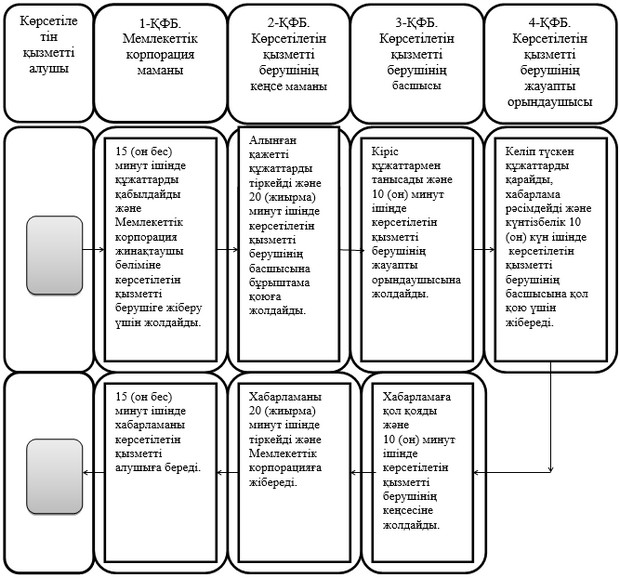 Көрсетіле
тін
қызметті
алушы
1-ҚФБ.
Мемлекеттік
корпорация
маманы
2-ҚФБ.
Көрсетілетін
қызметті
берушінің
кеңсе маманы
3-ҚФБ.
Көрсетілетін
қызметті
берушінің
басшысы
4-ҚФБ.
Көрсетілетін
қызметті
берушінің
жауапты
орындаушысы
15 (он бес)
минут ішінде
құжаттарды
қабылдайды
және
Мемлекеттік
корпорация
жинақтаушы
бөліміне
көрсетілетін
қызметті
берушіге жіберу
үшін жолдайды.
Алынған
қажетті
құжаттарды
тіркейді және
20 (жиырма)
минут ішінде
көрсетілетін
қызметті
берушінің
басшысына
бұрыштама
қоюға
жолдайды.
Кіріс
құжаттармен
танысады және
10 (он) минут
ішінде
көрсетілетін
қызметті
берушінің
жауапты
орындаушысына
жолдайды.
Келіп түскен
құжаттарды
қарайды,
хабарлама
рәсімдейді және
күнтізбелік 10
(он) күн ішінде
көрсетілетін
қызметті
берушінің
басшысына қол
қою үшін
жібереді.
15 (он бес)
минут ішінде
хабарламаны
көрсетілетін
қызметті
алушыға береді.
Хабарламаны
20 (жиырма)
минут ішінде
тіркейді және
Мемлекеттік
корпорацияға
жібереді.
Хабарламаға
қол қояды
және
10 (он) минут
ішінде
көрсетілетін
қызметті
берушінің
кеңсесіне
жолдайды.